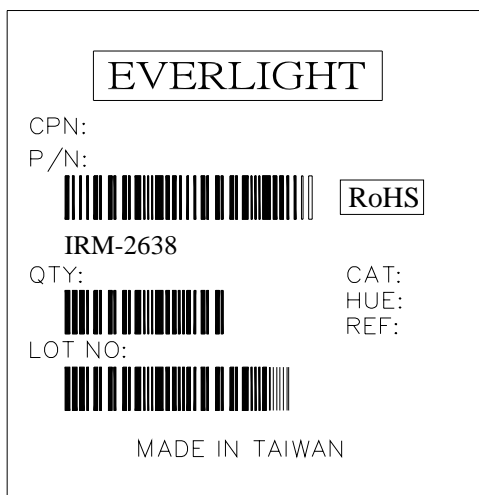 EVERLIGHT
CPN:
P/N:
RoHS
IRM-2638
QTY:
CAT:
HUE:
REF:
LOT NO:
MADE IN TAIWAN